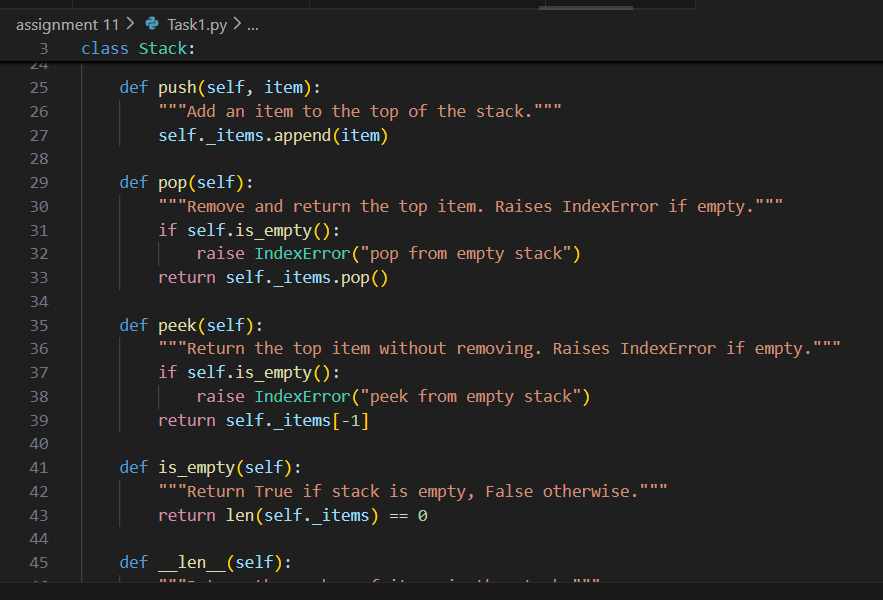 assignment 11 > Task1.py > ...
3 class Stack:
24
25 def push(self, item):
26 """Add an item to the top of the stack."""
27 self._items.append(item)
28
29 def pop(self):
30 """Remove and return the top item. Raises IndexError if empty."""
31 if self.is_empty():
32 raise IndexError("pop from empty stack")
33 return self._items.pop()
34
35 def peek(self):
36 """Return the top item without removing. Raises IndexError if empty."""
37 if self.is_empty():
38 raise IndexError("peek from empty stack")
39 return self._items[-1]
40
41 def is_empty(self):
42 """Return True if stack is empty, False otherwise."""
43 return len(self._items) == 0
44
45 def __len__(self):